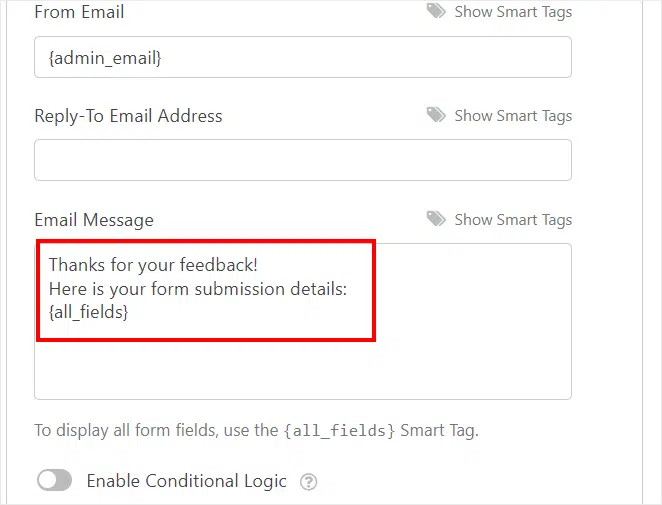 From Email Show Smart Tags
{admin_email}
Reply-To Email Address Show Smart Tags
Email Message Show Smart Tags
Thanks for your feedback!
Here is your form submission details:
{all_fields}
To display all form fields, use the {all_fields} Smart Tag.
Enable Conditional Logic ?